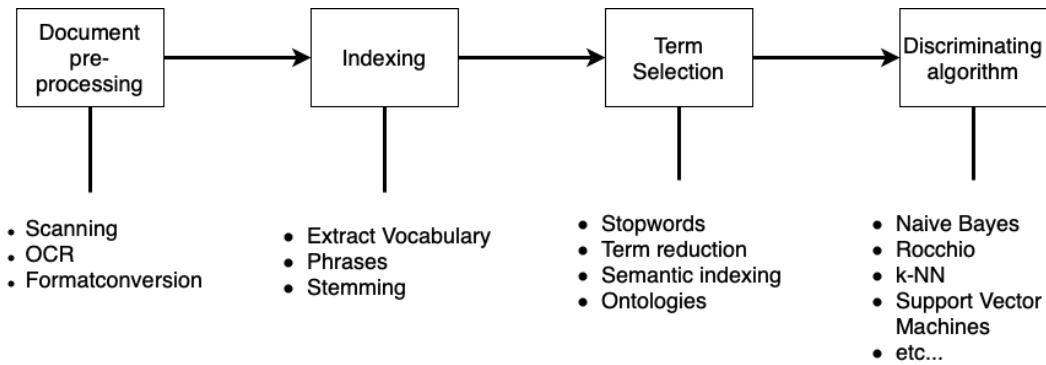 Document
pre-
processing
Indexing
Term
Selection
Discriminating
algorithm
• Scanning
• OCR
• Formatconversion
• Extract Vocabulary
• Phrases
• Stemming
• Stopwords
• Term reduction
• Semantic indexing
• Ontologies
• Naive Bayes
• Rocchio
• k-NN
• Support Vector
Machines
• etc...